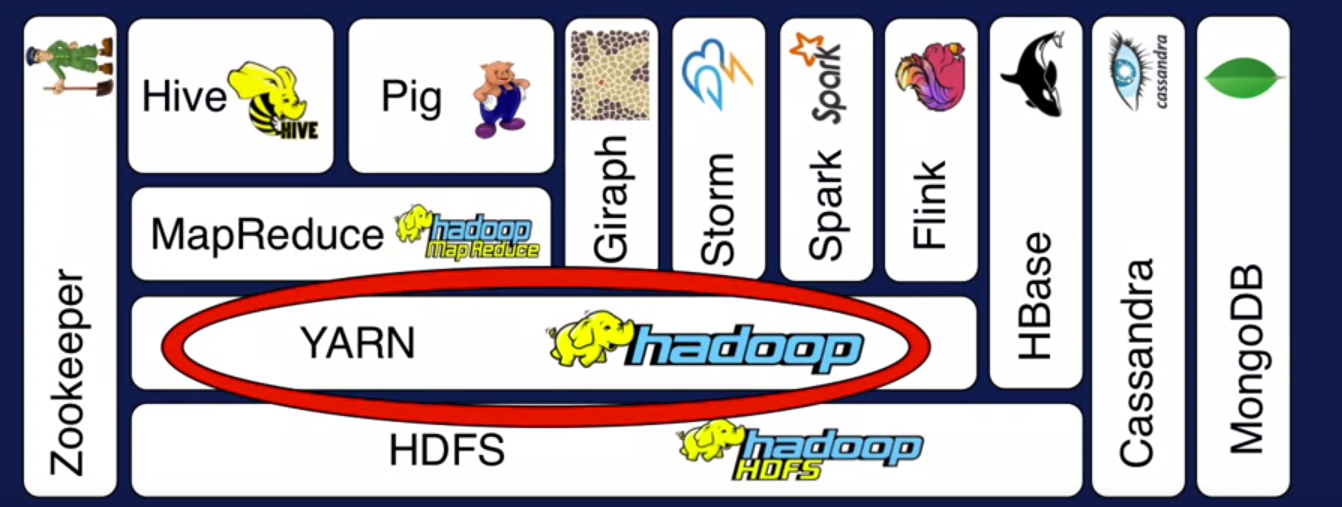 Zookeeper
Hive
HIVE
Pig
MapReduce
hadoop
Map Reduce
Giraph
Storm
Spark
Spark
Flink
HBase
cassandra
Cassandra
MongoDB
YARN
hadoop
HDFS
hadoop
HDFS